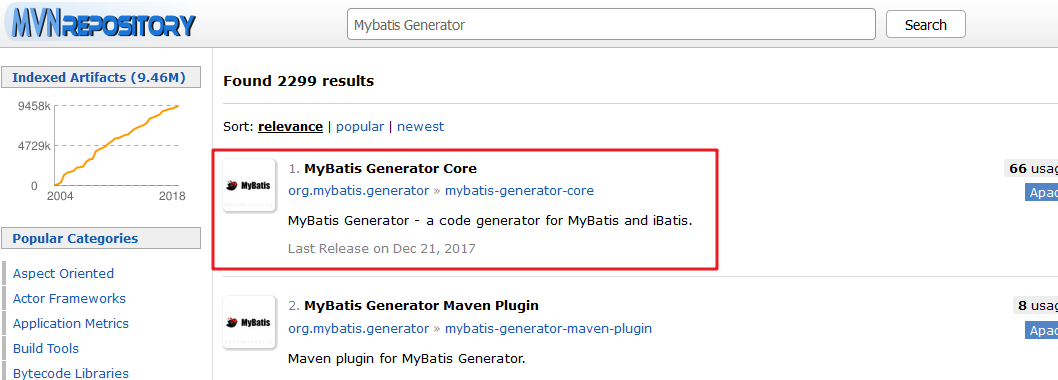 MVNREPOSITORY
Mybatis Generator
Search
Indexed Artifacts (9.46M)
9458k
4729k
0
2004
2018
Popular Categories
Aspect Oriented
Actor Frameworks
Application Metrics
Build Tools
Bytecode Libraries
Found 2299 results
Sort: relevance | popular | newest
MyBatis
1. MyBatis Generator Core
66 usag
org.mybatis.generator » mybatis-generator-core
Apac
MyBatis Generator - a code generator for MyBatis and iBatis.
Last Release on Dec 21, 2017
MyBatis
2. MyBatis Generator Maven Plugin
8 usag
org.mybatis.generator » mybatis-generator-maven-plugin
Apac
Maven plugin for MyBatis Generator.